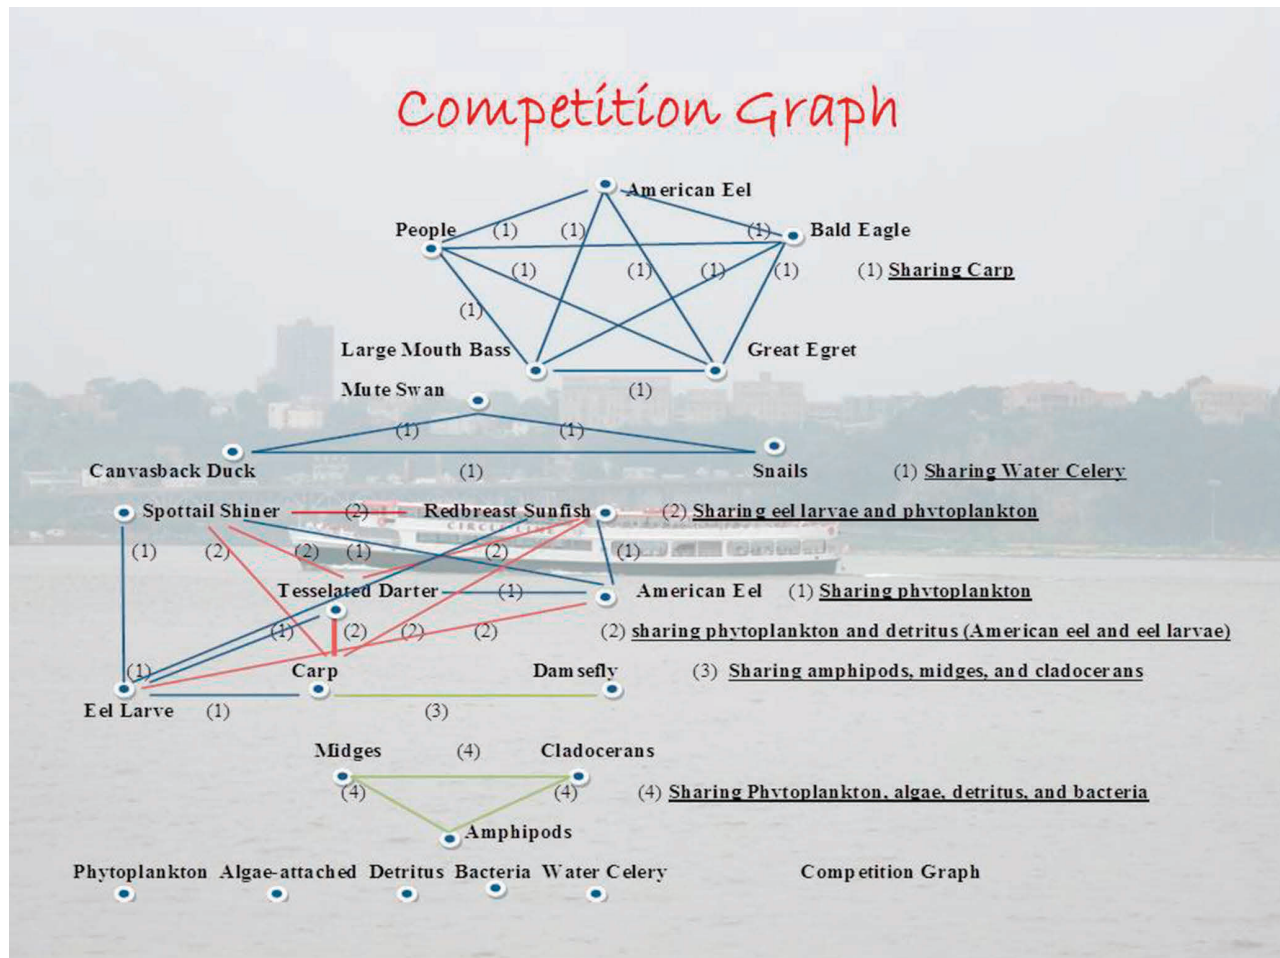 Competition Graph
American Eel
People (1) (1) (1) Bald Eagle
(1) (1) (1) (1) (1) Sharing Carp
(1)
Large Mouth Bass Great Egret
Mute Swan (1)
(1) (1)
Canvasback Duck (1) Snails (1) Sharing Water Celery
Spottail Shiner (2) Redbreast Sunfish (2) Sharing eel larvae and phytoplankton
CIRCLE LINE
(1) (2) (2) (1) (2) (1)
Tesselated Darter (1) American Eel (1) Sharing phytoplankton
(1) (2) (2) (2) (2) sharing phytoplankton and detritus (American eel and eel larvae)
(1) Carp Damsefly (3) Sharing amphipods, midges, and cladocerans
Eel Larve (1) (3)
Midges (4) Cladocerans
(4) (4) (4) Sharing Phytoplankton, algae, detritus, and bacteria
Amphipods
Phytoplankton Algae-attached Detritus Bacteria Water Celery Competition Graph